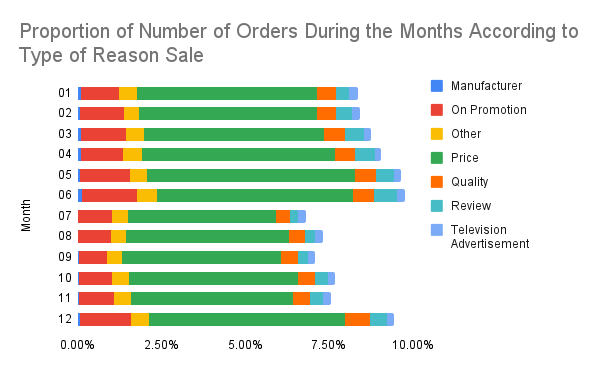 Proportion of Number of Orders During the Months According to
Type of Reason Sale
Month
01
02
03
04
05
06
07
08
09
10
11
12
0.00%
2.50%
5.00%
7.50%
10.00%
Manufacturer
On Promotion
Other
Price
Quality
Review
Television
Advertisement